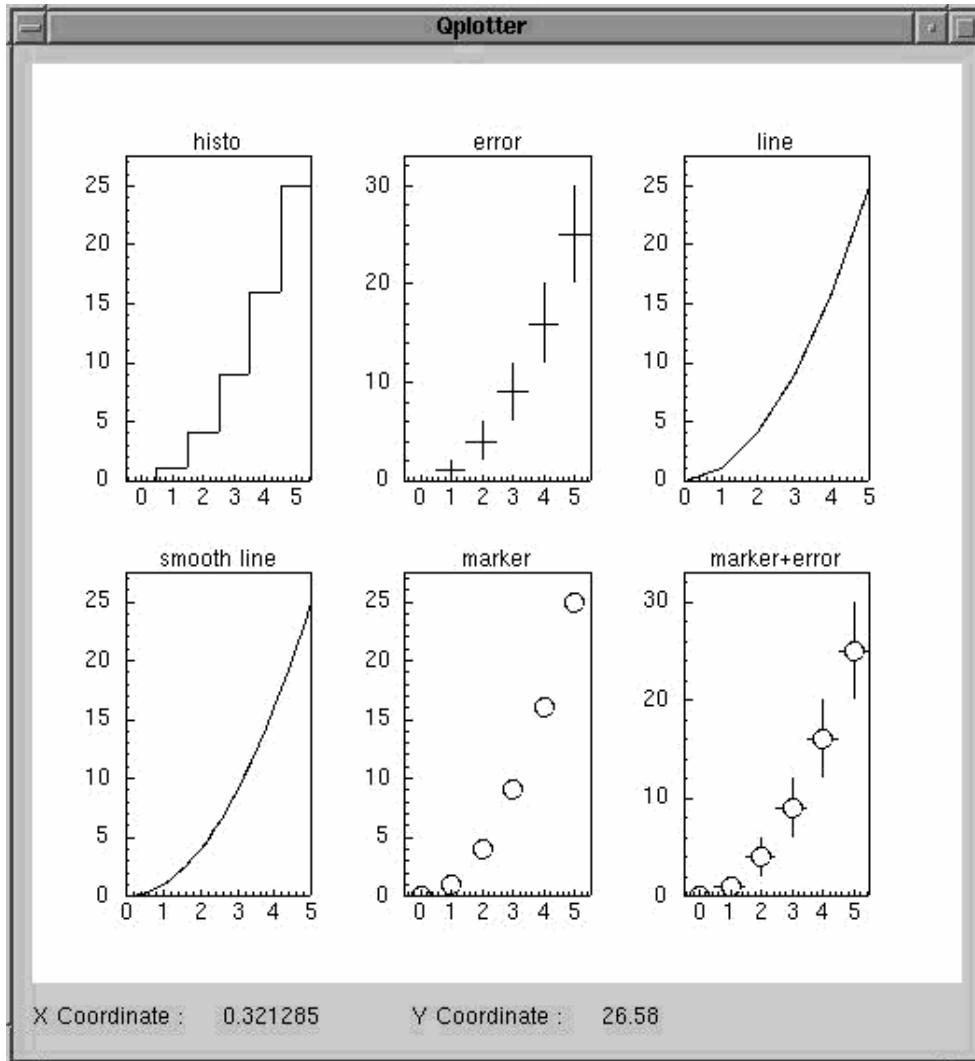 Qplotter
histo error line
25 30 25
20 20
20
15 15
10 10 10
5 5
0 0 0
0 1 2 3 4 5 0 1 2 3 4 5 0 1 2 3 4 5
smooth line marker marker+error
25 25 30
20 20
20
15 15
10 10 10
5 5
0 0 0
0 1 2 3 4 5 0 1 2 3 4 5 0 1 2 3 4 5
X Coordinate : 0.321285 Y Coordinate : 26.58